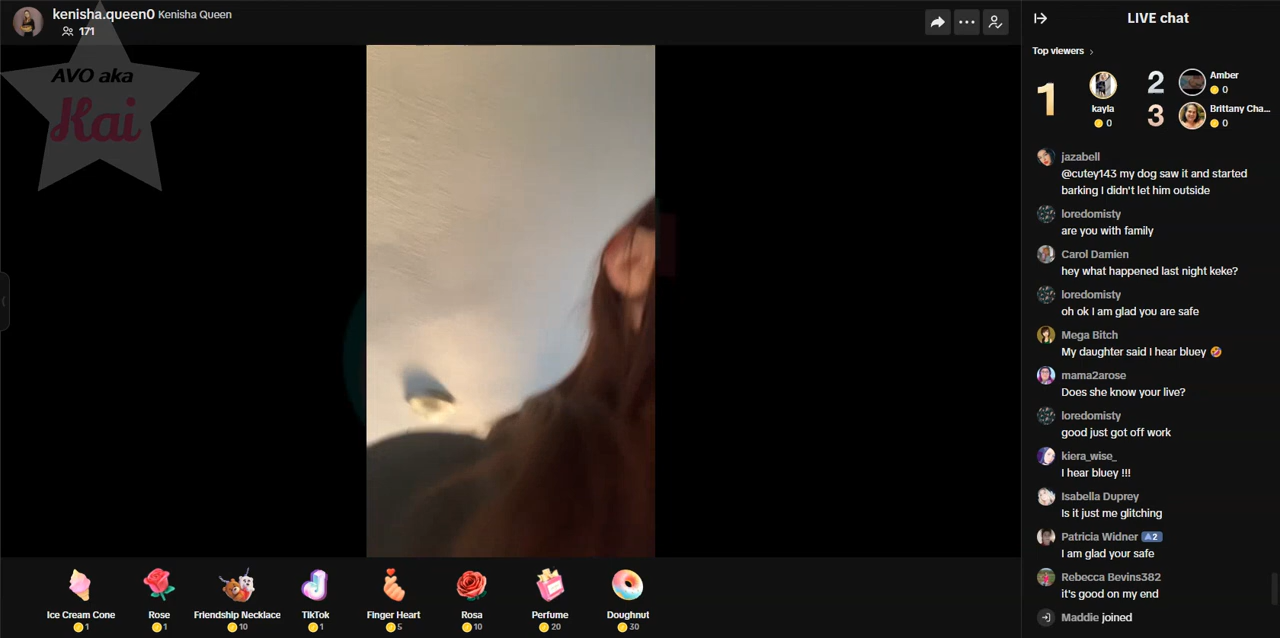 kenisha.queen0 Kenisha Queen
171
AVO aka
Kai
LIVE chat
Top viewers
1
kayla
0
2
Amber
0
3
Brittany Cha...
0
jazabell
@cutey143 my dog saw it and started
barking I didn't let him outside
loredomisty
are you with family
Carol Damien
hey what happened last night keke?
loredomisty
oh ok I am glad you are safe
Mega Bitch
My daughter said I hear bluey 🤣
mama2arose
Does she know your live?
loredomisty
good just got off work
kiera_wise_
I hear bluey !!!
Isabella Duprey
Is it just me glitching
Patricia Widner 2
I am glad your safe
Rebecca Bevins382
it's good on my end
Maddie joined
Ice Cream Cone
1
Rose
1
Friendship Necklace
10
TikTok
1
Finger Heart
5
Rosa
10
Perfume
20
Doughnut
30